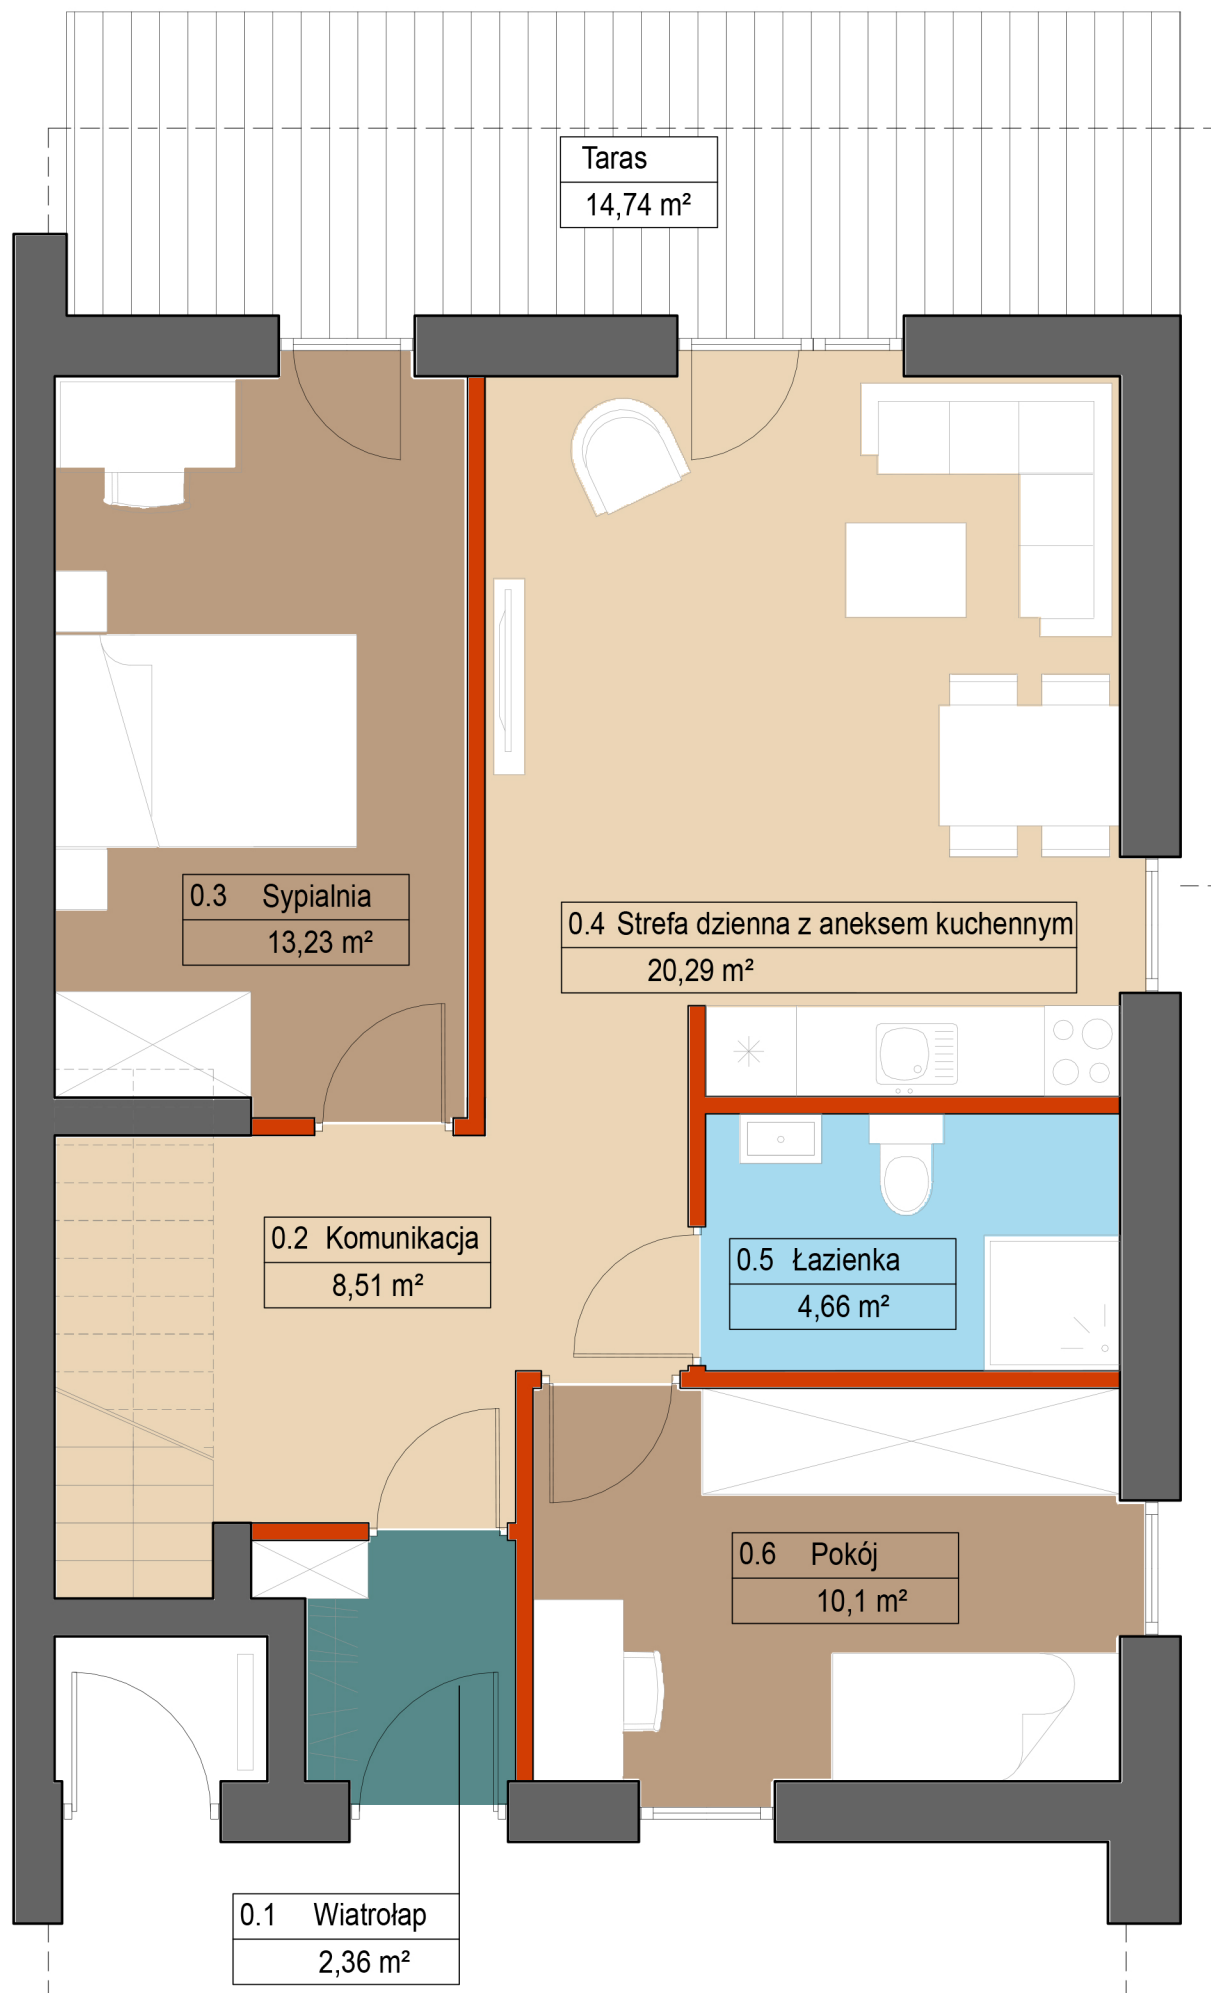 Taras
14,74 m²
0.3 Sypialnia
13,23 m²
0.4 Strefa dzienna z aneksem kuchennym
20,29 m²
0.2 Komunikacja
8,51 m²
0.5 Łazienka
4,66 m²
0.6 Pokój
10,1 m²
0.1 Wiatrołap
2,36 m²